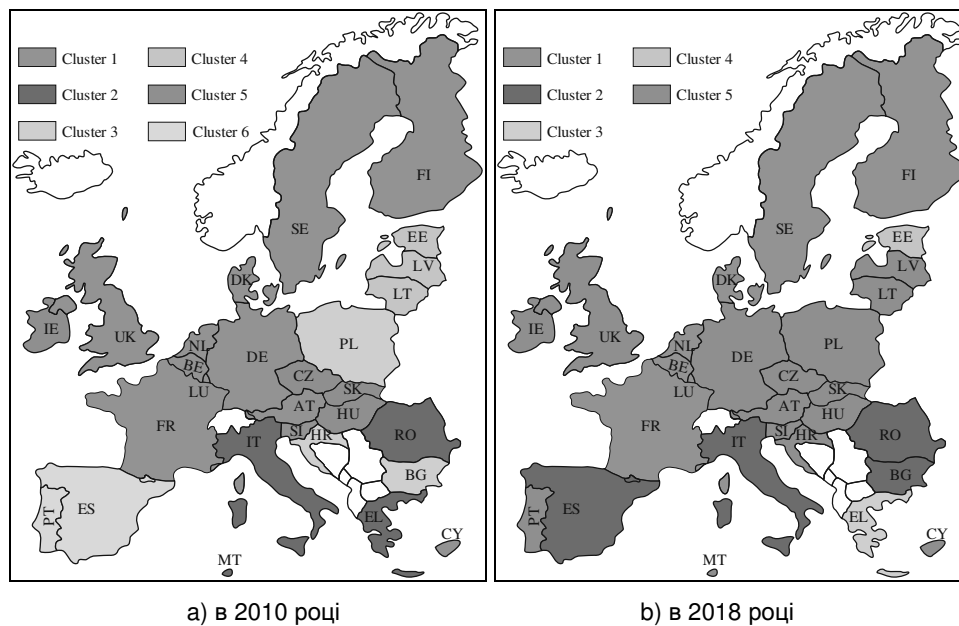 Cluster 1
Cluster 4
Cluster 2
Cluster 5
Cluster 3
Cluster 6
FI
SE
EE
LV
LT
DK
IE
UK
NL
BE
LU
DE
PL
CZ
SK
AT
HU
FR
SI
HR
IT
RO
BG
PT
ES
EL
MT
CY
Cluster 1
Cluster 4
Cluster 2
Cluster 5
Cluster 3
FI
SE
EE
LV
LT
DK
IE
UK
NL
BE
LU
DE
PL
CZ
SK
AT
HU
FR
SI
HR
IT
RO
BG
PT
ES
EL
MT
CY
а) в 2010 році
b) в 2018 році